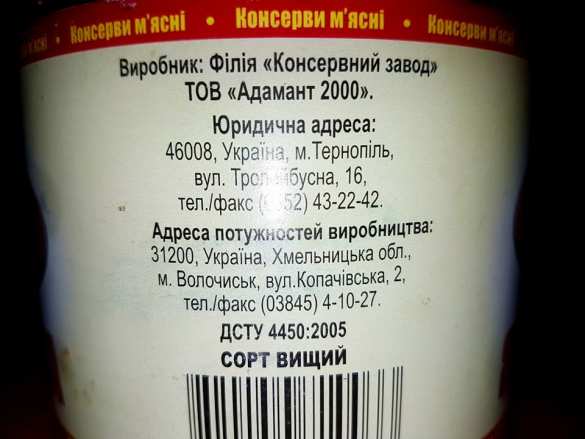 Консерви м'ясні • Консерви м'ясні • Консерви м'ясні
Виробник: Філія «Консервний завод»
ТОВ «Адамант 2000».
Юридична адреса:
46008, Україна, м.Тернопіль,
вул. 16,
тел./факс 43-22-42.
Адреса потужностей виробництва:
31200, Україна, Хмельницька обл.,
м. Волочиськ, вул.Копачівська, 2,
тел./факс (03845) 4-10-27.
ДСТУ 4450:2005
СОРТ ВИЩИЙ